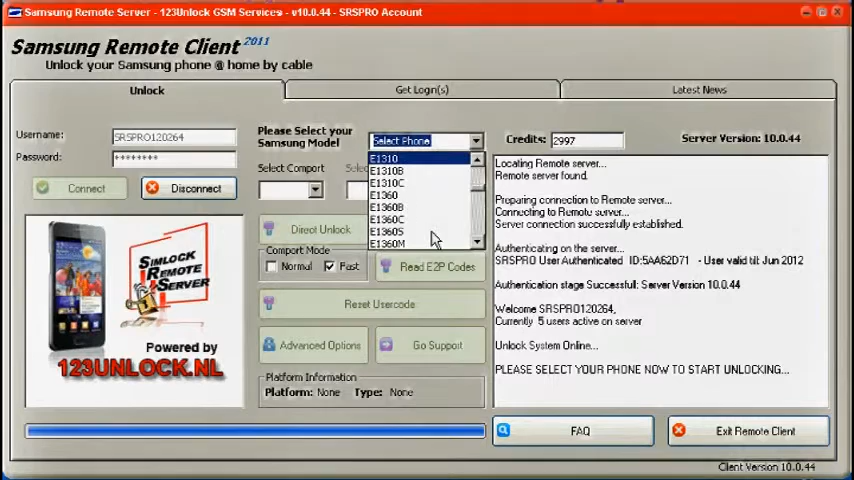 Samsung Remote Server - 123Unlock GSM Services - v10.0.44 - SRSPRO Account
Samsung Remote Client 2011
Unlock your Samsung phone @ home by cable
Unlock
Get Login(s)
Latest News
Username:
SRSPRO120264
Password:
********
Connect
Disconnect
Please Select your
Samsung Model
Select Phone
E1310
E1310B
E1310C
E1360
E1360B
E1360C
E1360S
E1360M
Select Comport
Direct Unlock
Comport Mode
Normal
Fast
Read E2P Codes
Reset Usercode
Advanced Options
Go Support
Platform Information
Platform: None Type: None
SIMLOCK
REMOTE
SERVER
Powered by
123UNLOCK.NL
Credits:
2997
Server Version: 10.0.44
Locating Remote server...
Remote server found.
Preparing connection to Remote server...
Connecting to Remote server...
Server connection successfully established.
Authenticating on the server...
SRSPRO User Authenticated ID:5AA62D71 - User valid till: Jun 2012
Authentication stage Successful: Server Version 10.0.44
Welcome SRSPRO120264,
Currently 5 users active on server
Unlock System Online...
PLEASE SELECT YOUR PHONE NOW TO START UNLOCKING...
FAQ
Exit Remote Client
Client Version 10.0.44